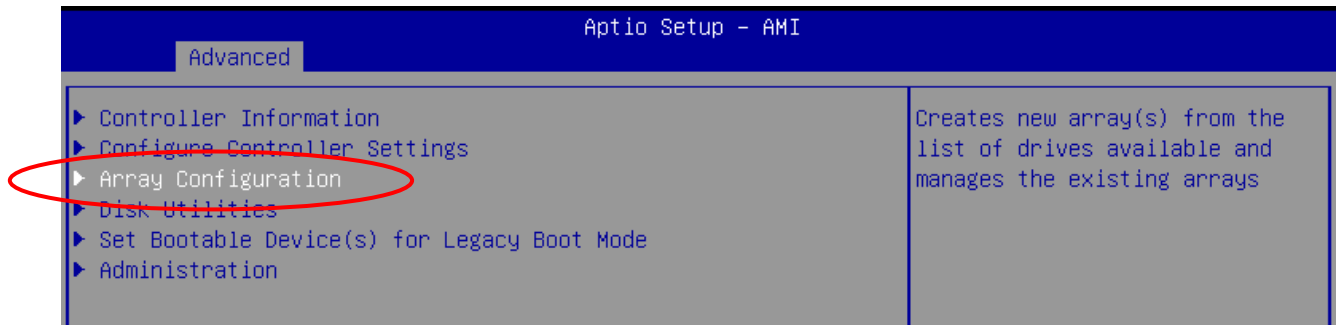 Aptio Setup – AMI
Advanced
▶ Controller Information
▶ Configure Controller Settings
▶ Array Configuration
▶ Disk Utilities
▶ Set Bootable Device(s) for Legacy Boot Mode
▶ Administration
Creates new array(s) from the
list of drives available and
manages the existing arrays